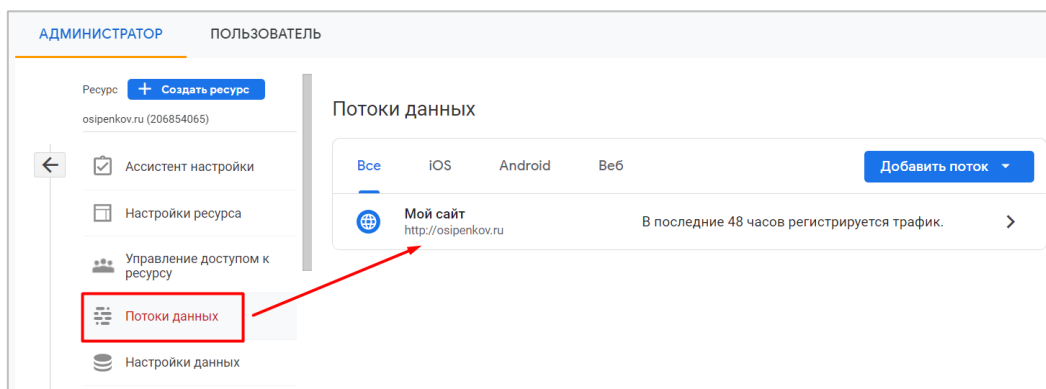 АДМИНИСТРАТОР ПОЛЬЗОВАТЕЛЬ
Ресурс + Создать ресурс
osipenkov.ru (206854065)
Ассистент настройки
Настройки ресурса
Управление доступом к
ресурсу
Потоки данных
Настройки данных
Потоки данных
Все iOS Android Веб Добавить поток
Мой сайт
http://osipenkov.ru
В последние 48 часов регистрируется трафик.